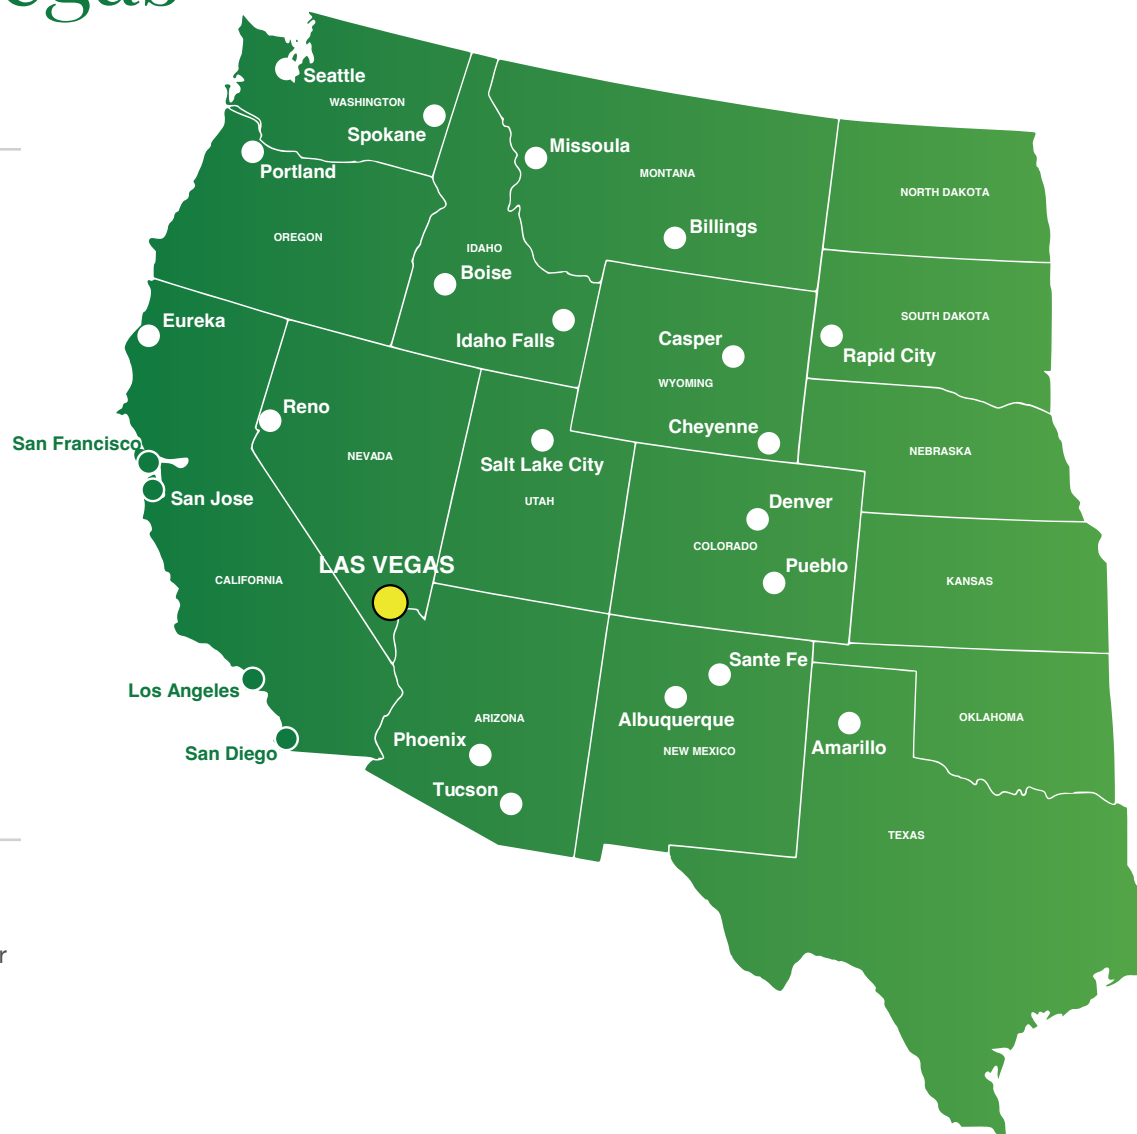 egas
Seattle
WASHINGTON
Spokane
Missoula
Portland
MONTANA
NORTH DAKOTA
Billings
OREGON
IDAHO
Boise
SOUTH DAKOTA
Eureka
Casper
Idaho Falls
Rapid City
WYOMING
Reno
Cheyenne
San Francisco
NEBRASKA
NEVADA
Salt Lake City
San Jose
UTAH
Denver
COLORADO
LAS VEGAS
Pueblo
CALIFORNIA
KANSAS
Sante Fe
Los Angeles
ARIZONA
Albuquerque
OKLAHOMA
Phoenix
NEW MEXICO
Amarillo
San Diego
Tucson
TEXAS
r